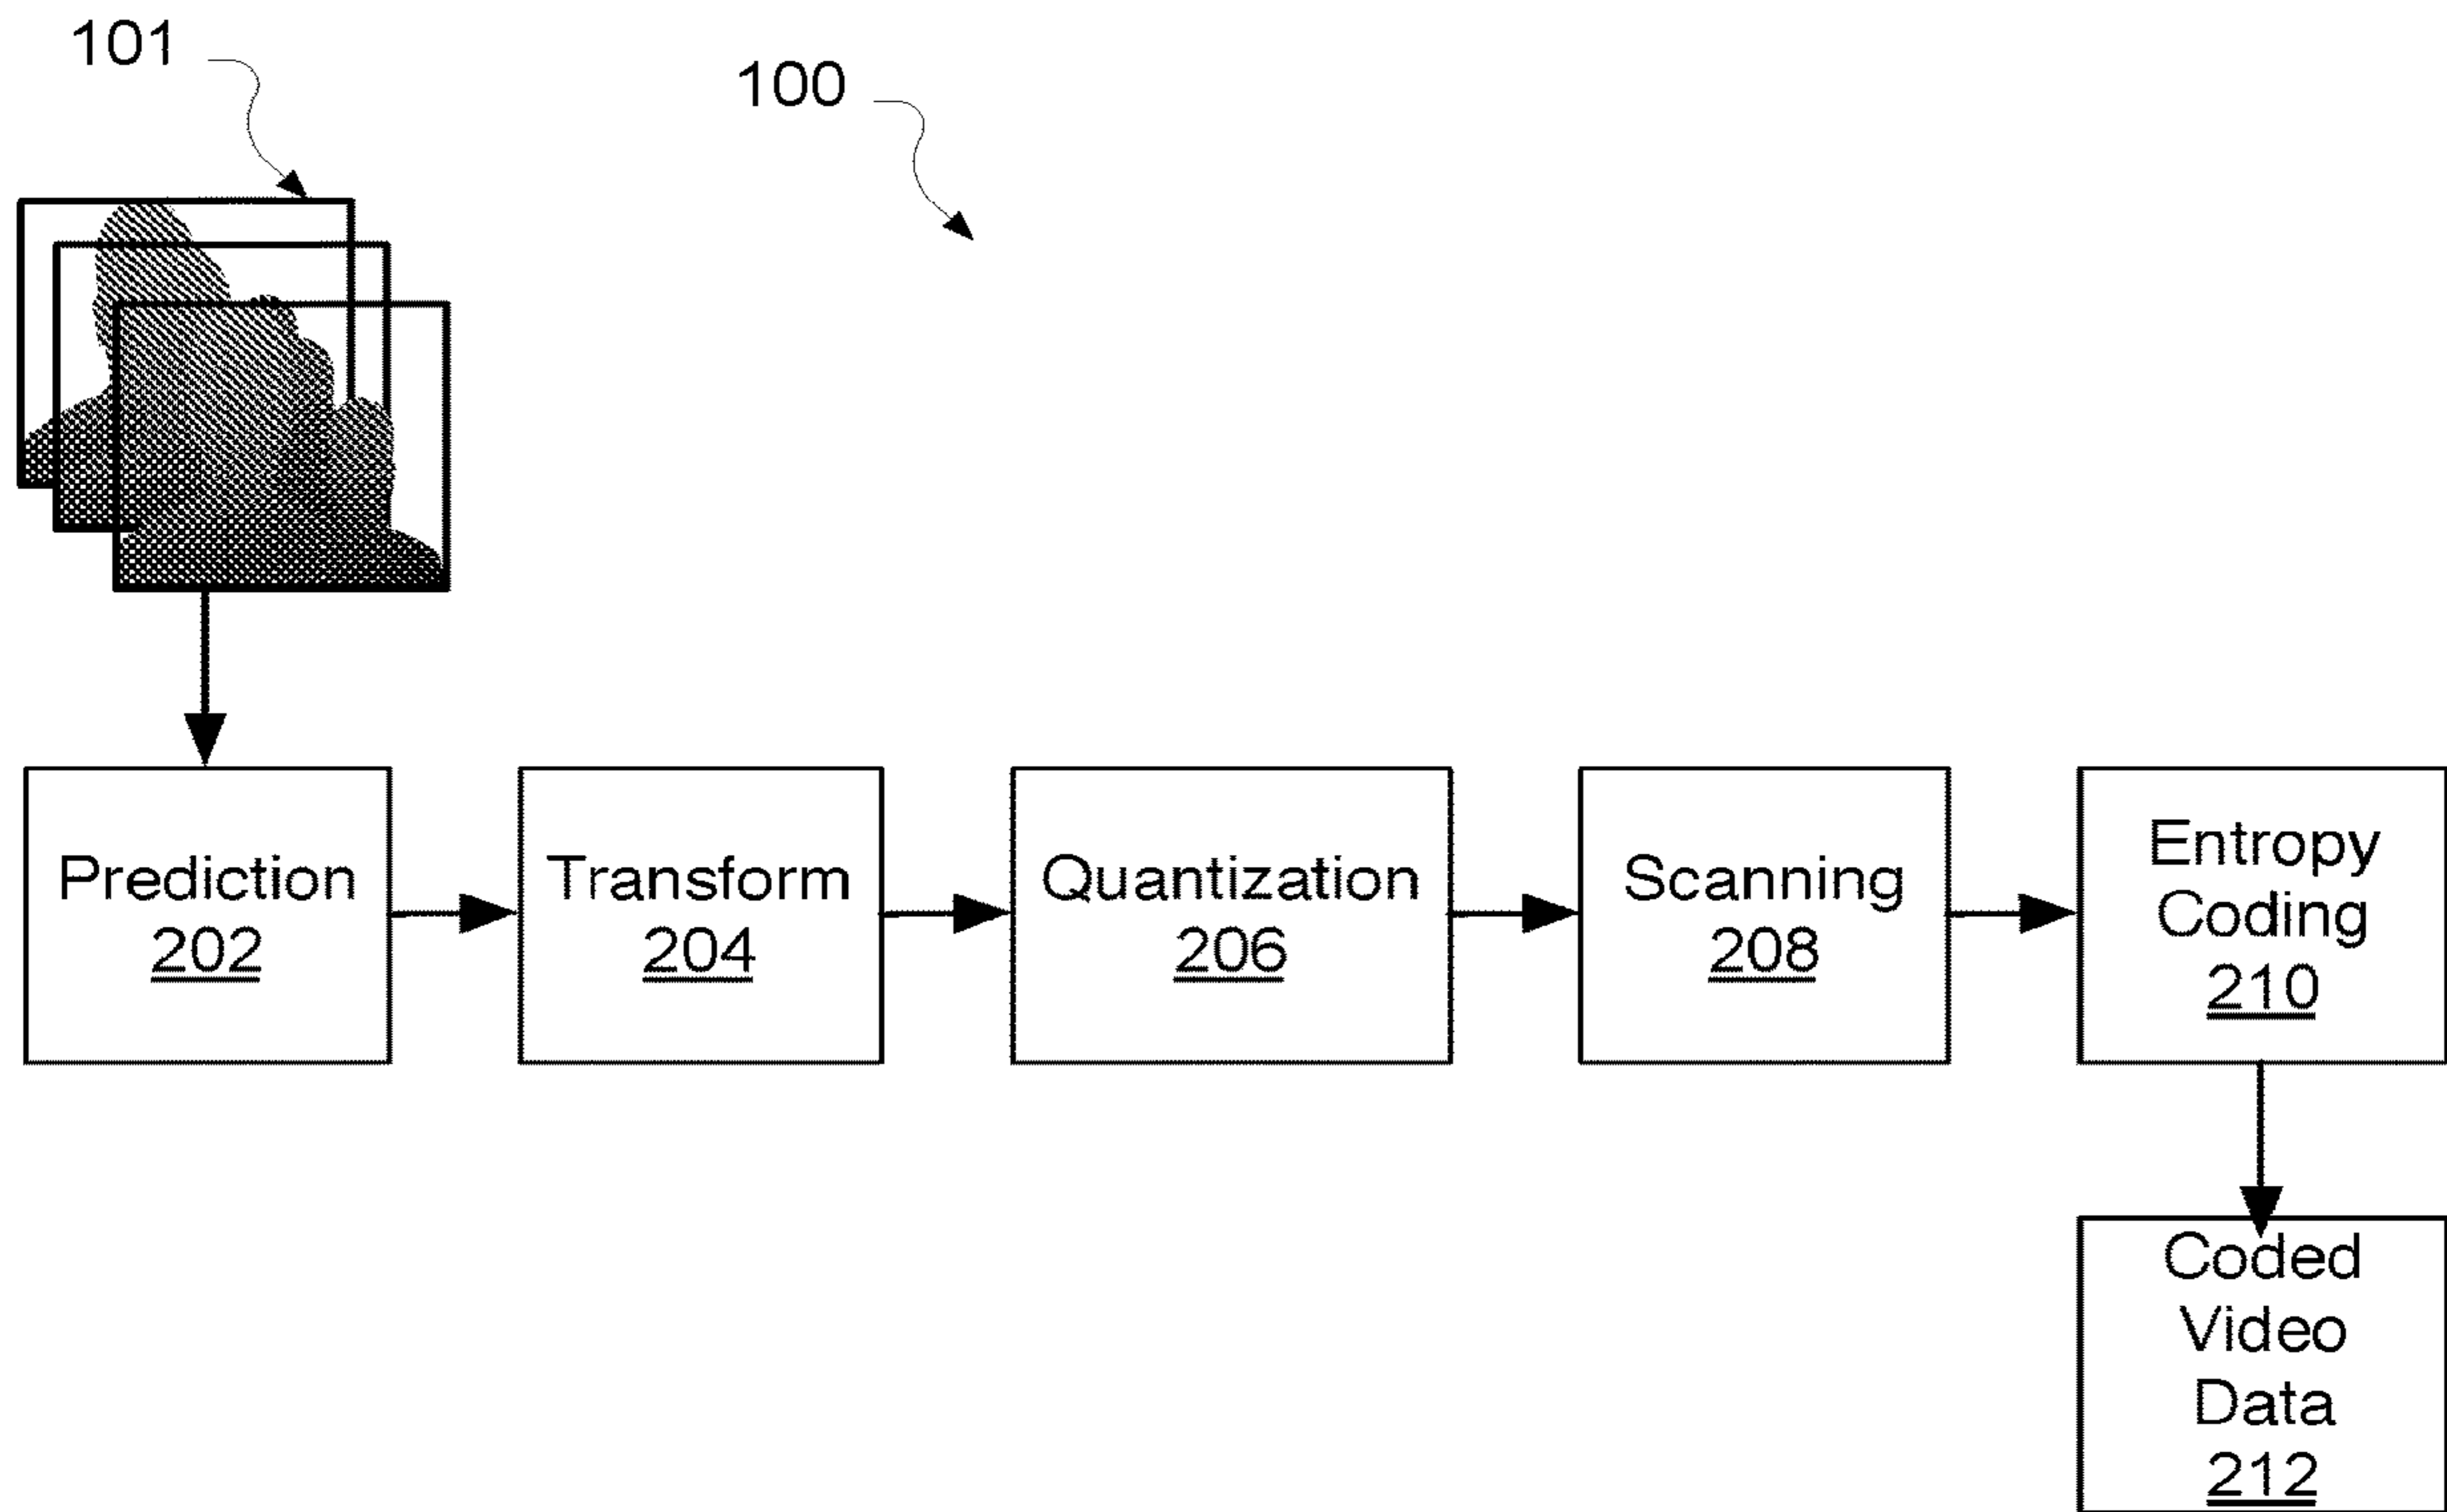 101
100
Prediction
202
Transform
204
Quantization
206
Scanning
208
Entropy
Coding
210
Coded
Video
Data
212